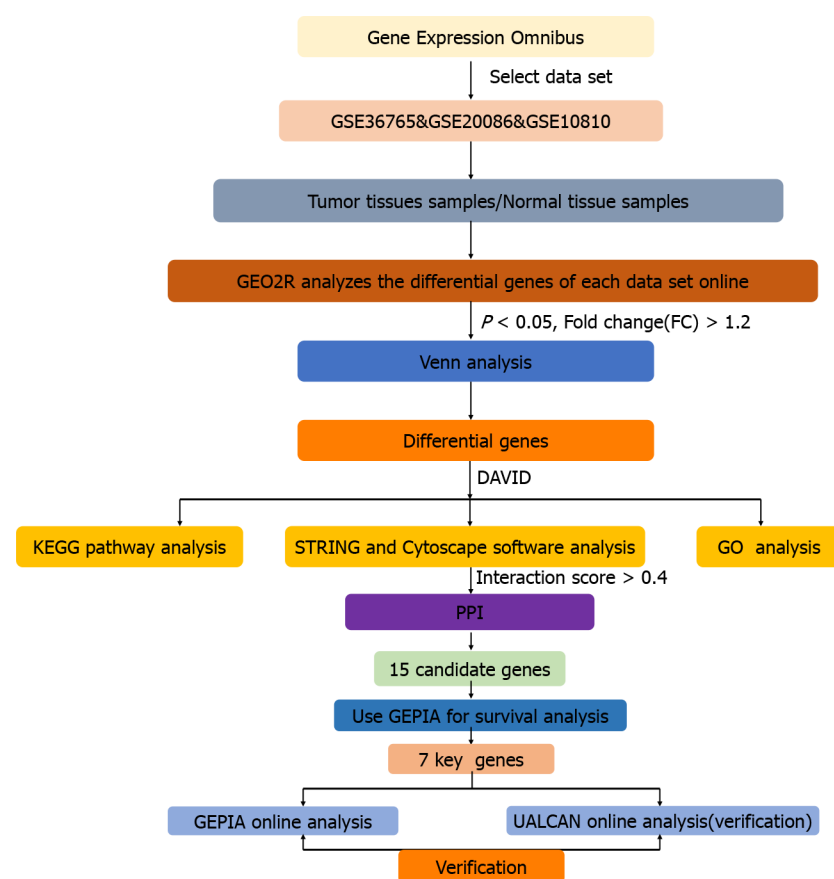 Gene Expression Omnibus
Select data set
GSE36765&GSE20086&GSE10810
Tumor tissues samples/Normal tissue samples
GEO2R analyzes the differential genes of each data set online
P < 0.05, Fold change(FC) > 1.2
Venn analysis
Differential genes
DAVID
KEGG pathway analysis
STRING and Cytoscape software analysis
GO analysis
Interaction score > 0.4
PPI
15 candidate genes
Use GEPIA for survival analysis
7 key genes
GEPIA online analysis
UALCAN online analysis(verification)
Verification